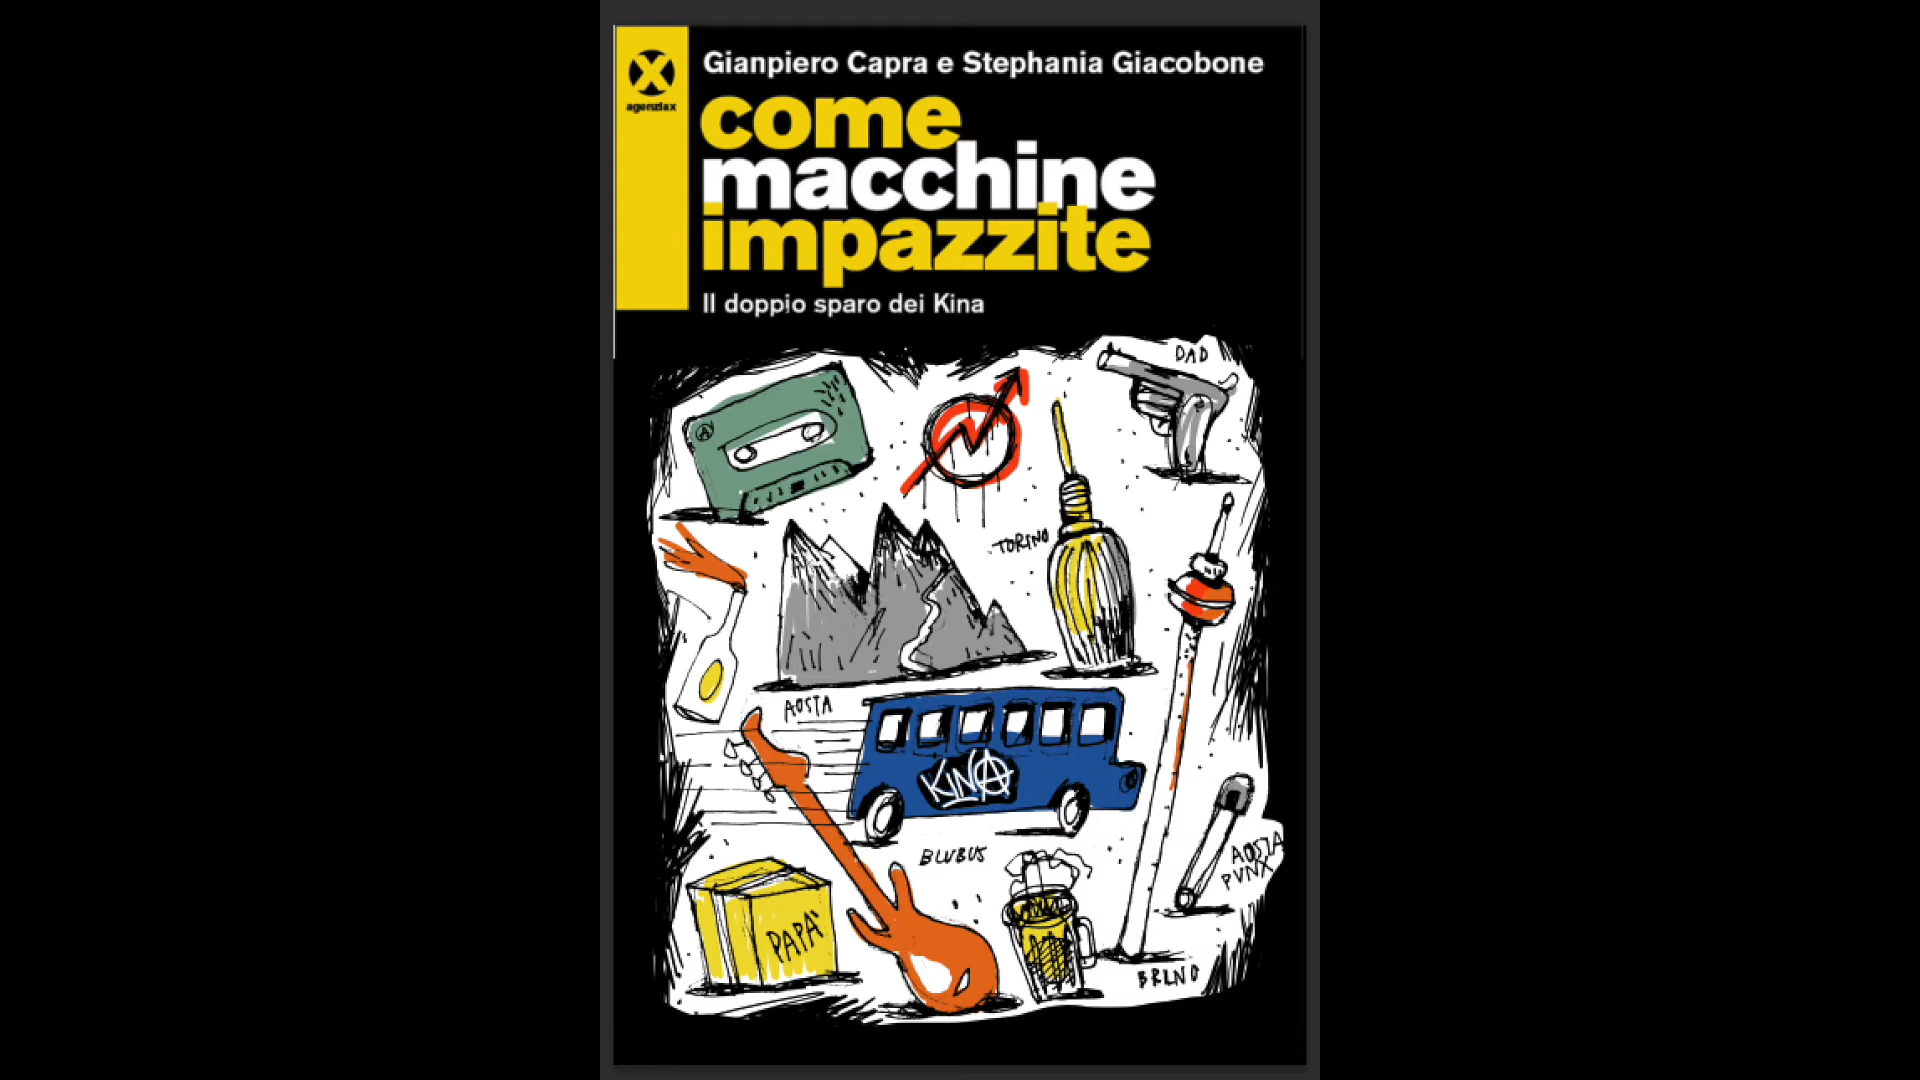 Gianpiero Capra e Stephania Giacobone
agenziax
come
macchine
impazzite
Il doppio sparo dei Kina
DAD
TORINO
AOSTA
KINA
BLUBUS
AOSTA
PUNX
PAPA'
BRLNO